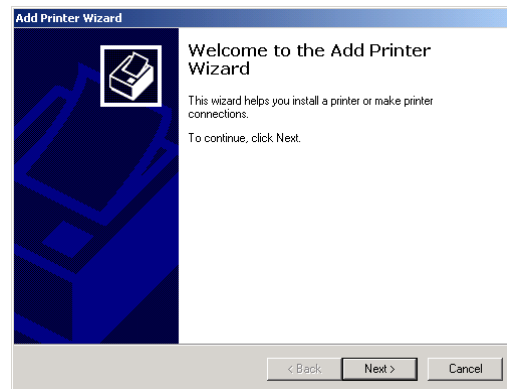 Add Printer Wizard
Welcome to the Add Printer
Wizard
This wizard helps you install a printer or make printer
connections.
To continue, click Next.
< Back
Next >
Cancel